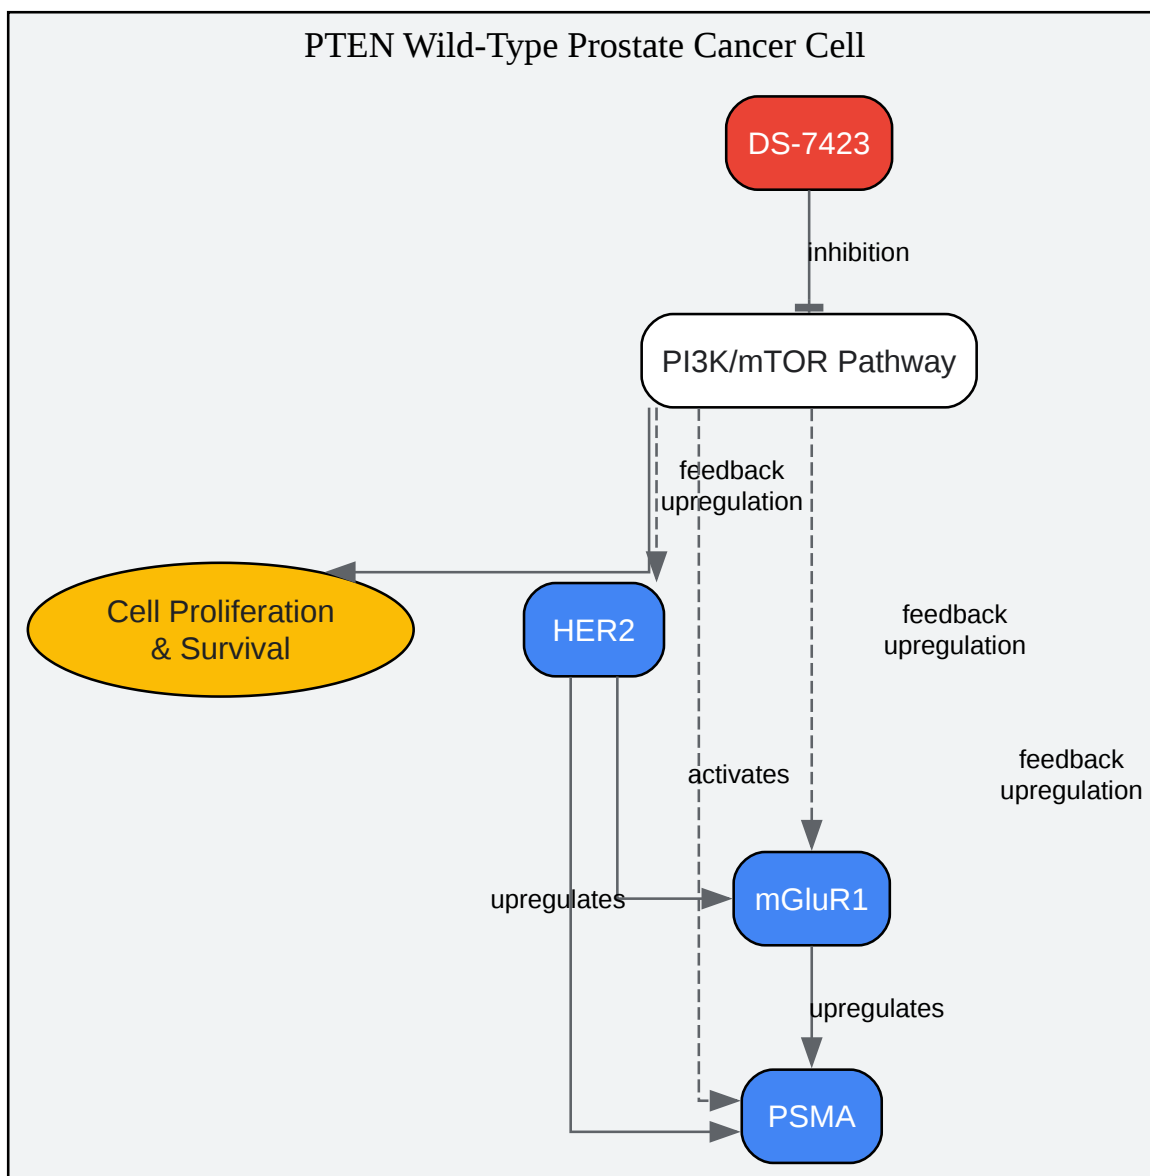 PTEN Wild-Type Prostate Cancer Cell
DS-7423
inhibition
PI3K/mTOR Pathway
feedback
upregulation
Cell Proliferation
& Survival
HER2
feedback
upregulation
feedback
upregulation
activates
upregulates
mGluR1
upregulates
PSMA